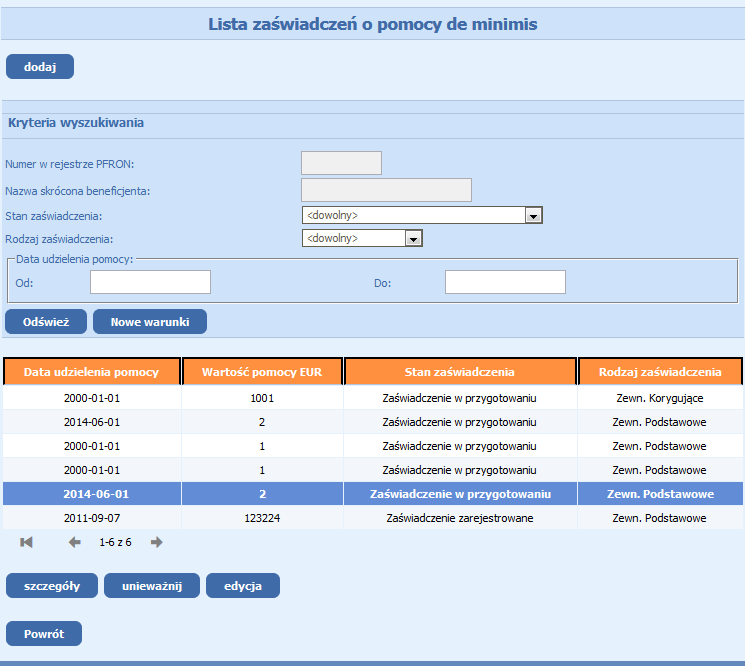 Lista zaświadczeń o pomocy de minimis
dodaj
Kryteria wyszukiwania
Numer w rejestrze PFRON:
Nazwa skrócona beneficjenta:
Stan zaświadczenia: <dowolny>
Rodzaj zaświadczenia: <dowolny>
Data udzielenia pomocy:
Od: Do:
Odśwież Nowe warunki
Data udzielenia pomocy Wartość pomocy EUR Stan zaświadczenia Rodzaj zaświadczenia
2000-01-01 1001 Zaświadczenie w przygotowaniu Zewn. Korygujące
2014-06-01 2 Zaświadczenie w przygotowaniu Zewn. Podstawowe
2000-01-01 1 Zaświadczenie w przygotowaniu Zewn. Podstawowe
2000-01-01 1 Zaświadczenie w przygotowaniu Zewn. Podstawowe
2014-06-01 2 Zaświadczenie w przygotowaniu Zewn. Podstawowe
2011-09-07 123224 Zaświadczenie zarejestrowane Zewn. Podstawowe
1-6 z 6
szczegóły unieważnij edycja
Powrót